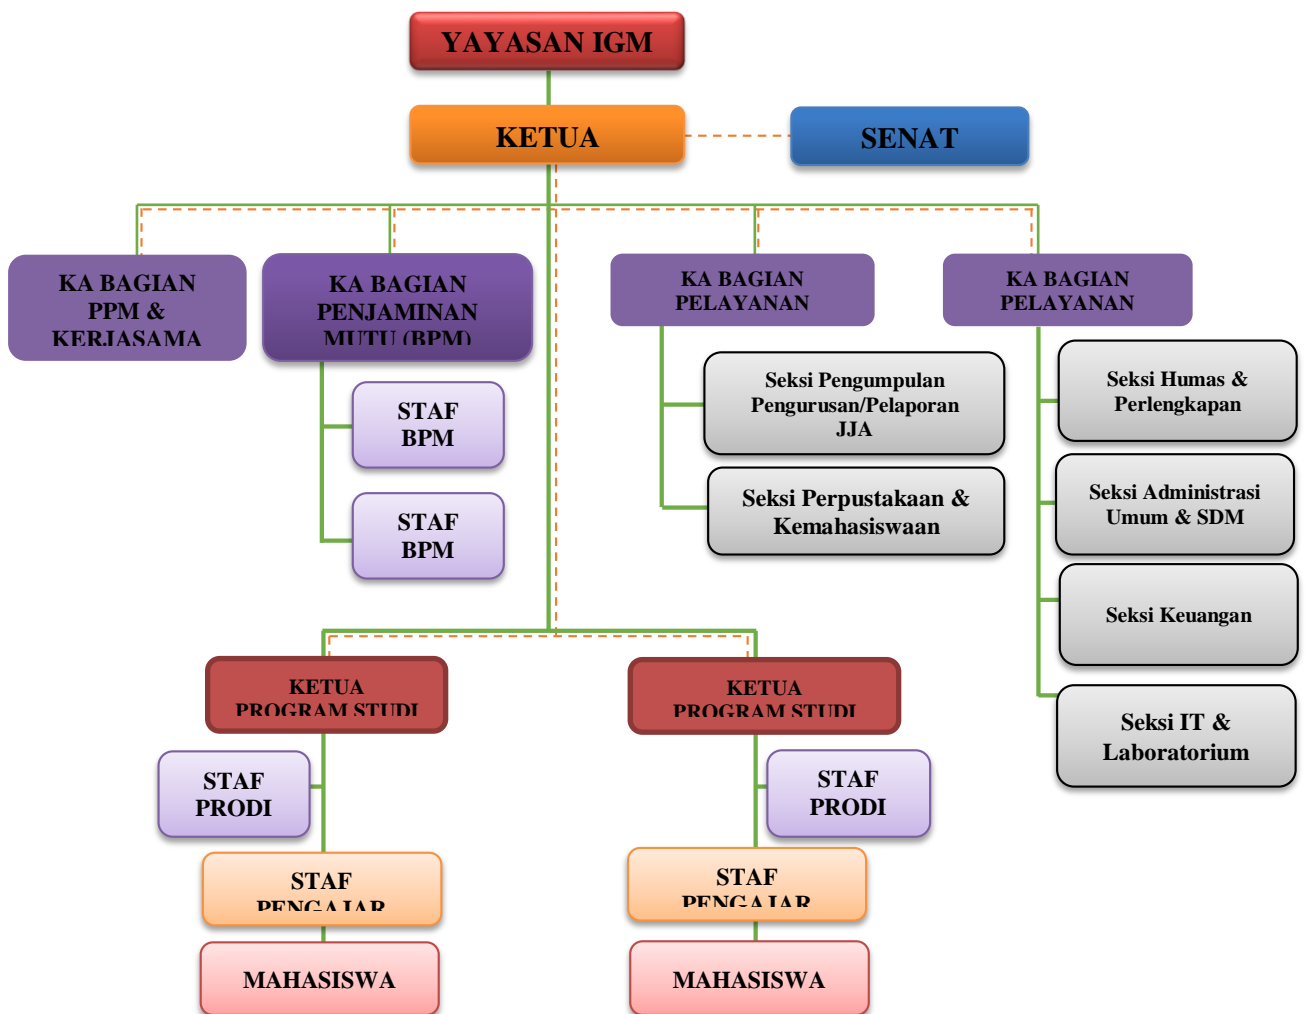 YAYASAN IGM
KETUA
SENAT
KA BAGIAN
PPM &
KERJASAMA
KA BAGIAN
PENJAMINAN
MUTU (BPM)
KA BAGIAN
PELAYANAN
KA BAGIAN
PELAYANAN
STAF
BPM
STAF
BPM
Seksi Pengumpulan
Pengurusan/Pelaporan
JJA
Seksi Perpustakaan &
Kemahasiswaan
Seksi Humas &
Perlengkapan
Seksi Administrasi
Umum & SDM
Seksi Keuangan
Seksi IT &
Laboratorium
KETUA
PROGRAM STUDI
KETUA
PROGRAM STUDI
STAF
PRODI
STAF
PRODI
STAF
PENGAJAR
STAF
PENGAJAR
MAHASISWA
MAHASISWA